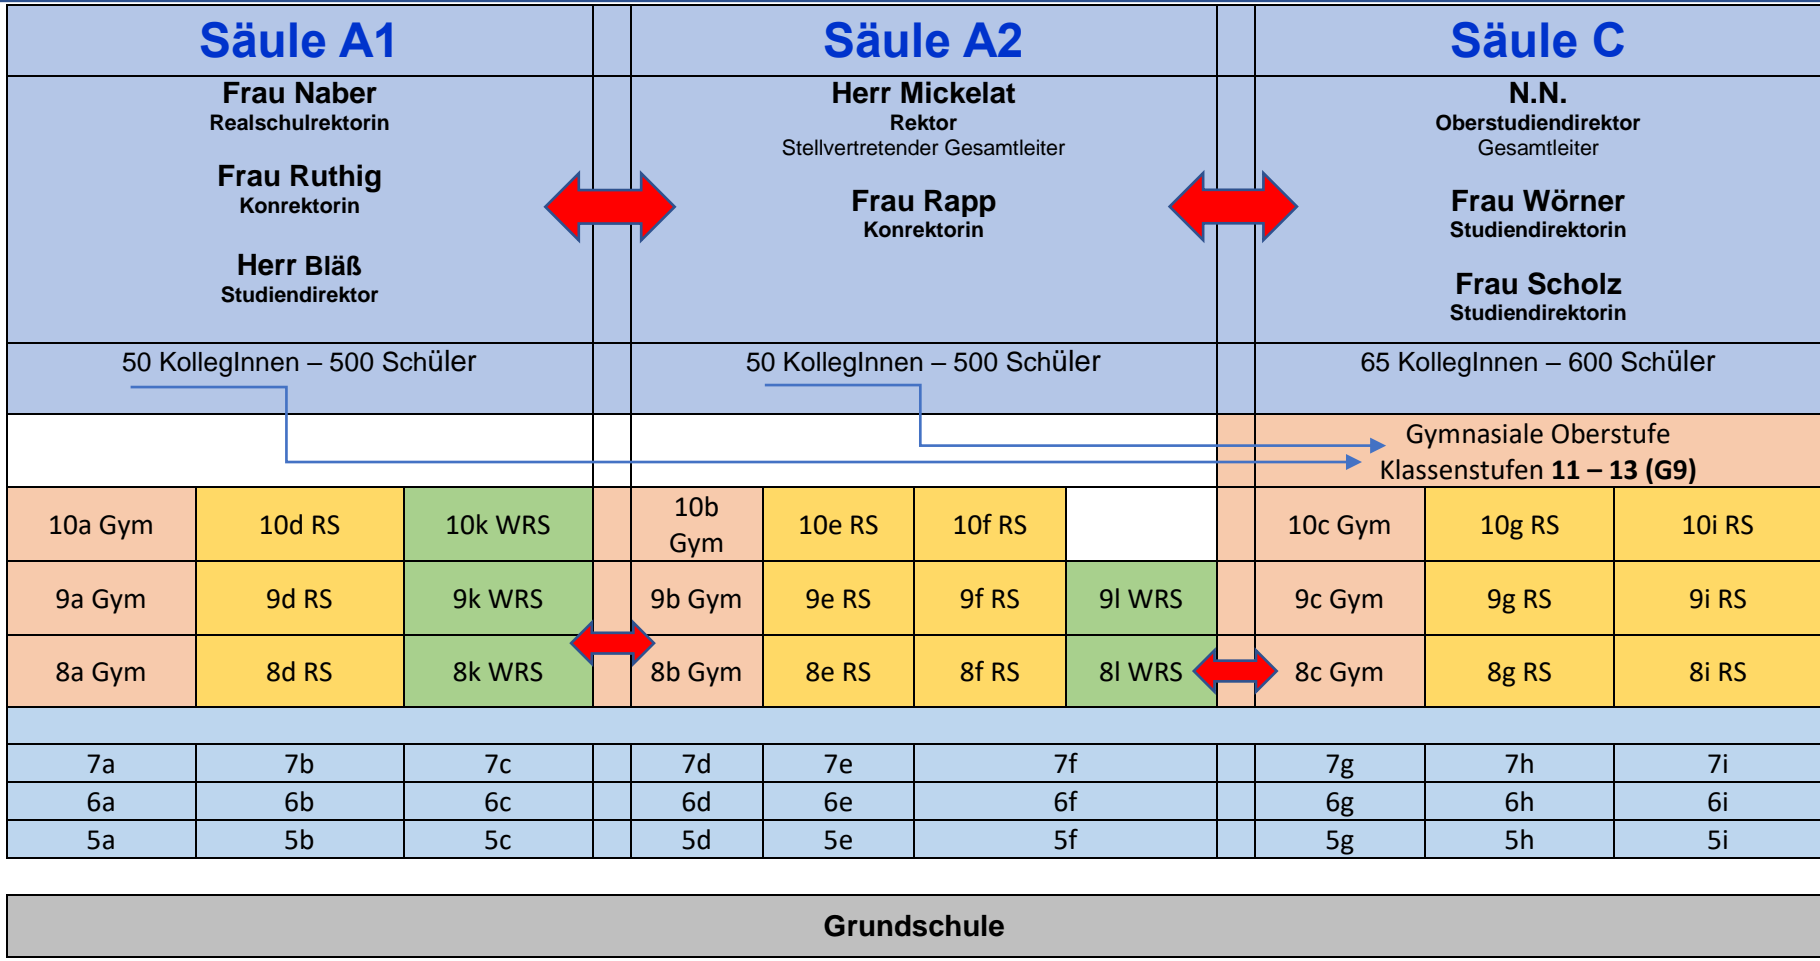 Säule A1
Säule A2
Säule C
Frau Naber
Realschulrektorin
Frau Ruthig
Konrektorin
Herr Bläß
Studiendirektor
Herr Mickelat
Rektor
Stellvertretender Gesamtleiter
Frau Rapp
Konrektorin
N.N.
Oberstudiendirektor
Gesamtleiter
Frau Wörner
Studiendirektorin
Frau Scholz
Studiendirektorin
50 KollegInnen – 500 Schüler
50 KollegInnen – 500 Schüler
65 KollegInnen – 600 Schüler
Gymnasiale Oberstufe
Klassenstufen 11 – 13 (G9)
10a Gym 10d RS 10k WRS 10b Gym 10e RS 10f RS 10c Gym 10g RS 10i RS
9a Gym 9d RS 9k WRS 9b Gym 9e RS 9f RS 9l WRS 9c Gym 9g RS 9i RS
8a Gym 8d RS 8k WRS 8b Gym 8e RS 8f RS 8l WRS 8c Gym 8g RS 8i RS
7a 7b 7c 7d 7e 7f 7g 7h 7i
6a 6b 6c 6d 6e 6f 6g 6h 6i
5a 5b 5c 5d 5e 5f 5g 5h 5i
Grundschule